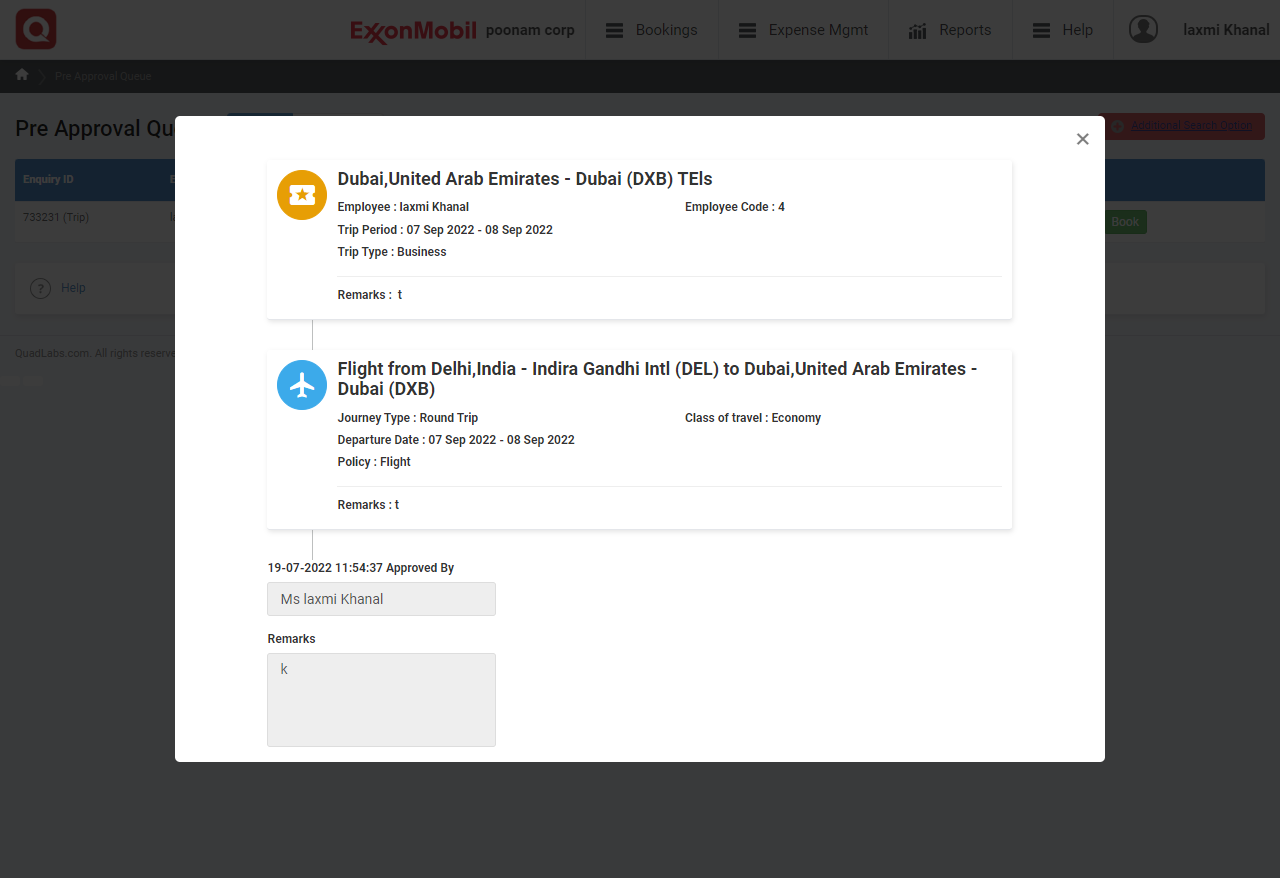 ExxonMobil poonam corp Bookings Expense Mgmt Reports Help laxmi Khanal
Pre Approval Queue
Pre Approval Qu
Additional Search Option
×
Enquiry ID
733231 (Trip)
Book
Help
QuadLabs.com. All rights reserve
Dubai,United Arab Emirates - Dubai (DXB) TEls
Employee : laxmi Khanal Employee Code : 4
Trip Period : 07 Sep 2022 - 08 Sep 2022
Trip Type : Business
Remarks : t
Flight from Delhi,India - Indira Gandhi Intl (DEL) to Dubai,United Arab Emirates -
Dubai (DXB)
Journey Type : Round Trip Class of travel : Economy
Departure Date : 07 Sep 2022 - 08 Sep 2022
Policy : Flight
Remarks : t
19-07-2022 11:54:37 Approved By
Ms laxmi Khanal
Remarks
k